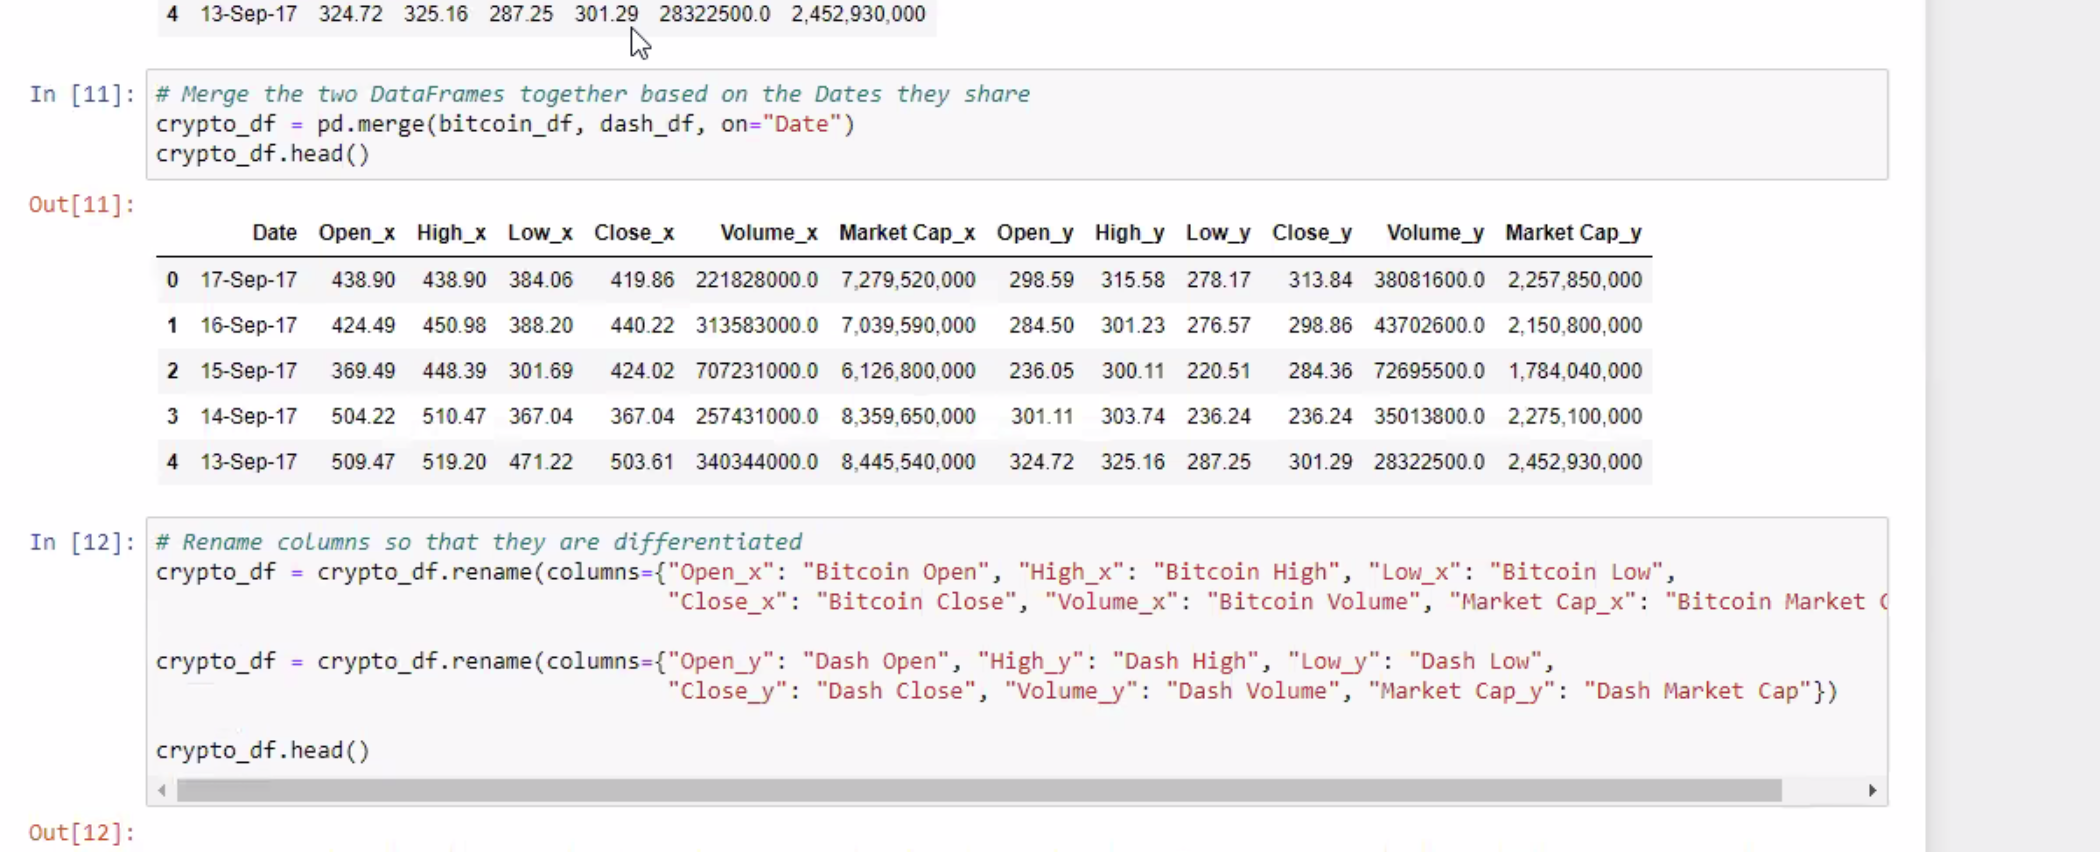 4 13-Sep-17 324.72 325.16 287.25 301.29 28322500.0 2,452,930,000
In [11]: # Merge the two DataFrames together based on the Dates they share
crypto_df = pd.merge(bitcoin_df, dash_df, on="Date")
crypto_df.head()
Out[11]:
Date Open_x High_x Low_x Close_x Volume_x Market Cap_x Open_y High_y Low_y Close_y Volume_y Market Cap_y
0 17-Sep-17 438.90 438.90 384.06 419.86 221828000.0 7,279,520,000 298.59 315.58 278.17 313.84 38081600.0 2,257,850,000
1 16-Sep-17 424.49 450.98 388.20 440.22 313583000.0 7,039,590,000 284.50 301.23 276.57 298.86 43702600.0 2,150,800,000
2 15-Sep-17 369.49 448.39 301.69 424.02 707231000.0 6,126,800,000 236.05 300.11 220.51 284.36 72695500.0 1,784,040,000
3 14-Sep-17 504.22 510.47 367.04 367.04 257431000.0 8,359,650,000 301.11 303.74 236.24 236.24 35013800.0 2,275,100,000
4 13-Sep-17 509.47 519.20 471.22 503.61 340344000.0 8,445,540,000 324.72 325.16 287.25 301.29 28322500.0 2,452,930,000
In [12]: # Rename columns so that they are differentiated
crypto_df = crypto_df.rename(columns={"Open_x": "Bitcoin Open", "High_x": "Bitcoin High", "Low_x": "Bitcoin Low",
"Close_x": "Bitcoin Close", "Volume_x": "Bitcoin Volume", "Market Cap_x": "Bitcoin Market
crypto_df = crypto_df.rename(columns={"Open_y": "Dash Open", "High_y": "Dash High", "Low_y": "Dash Low",
"Close_y": "Dash Close", "Volume_y": "Dash Volume", "Market Cap_y": "Dash Market Cap"})
crypto_df.head()
Out[12]: